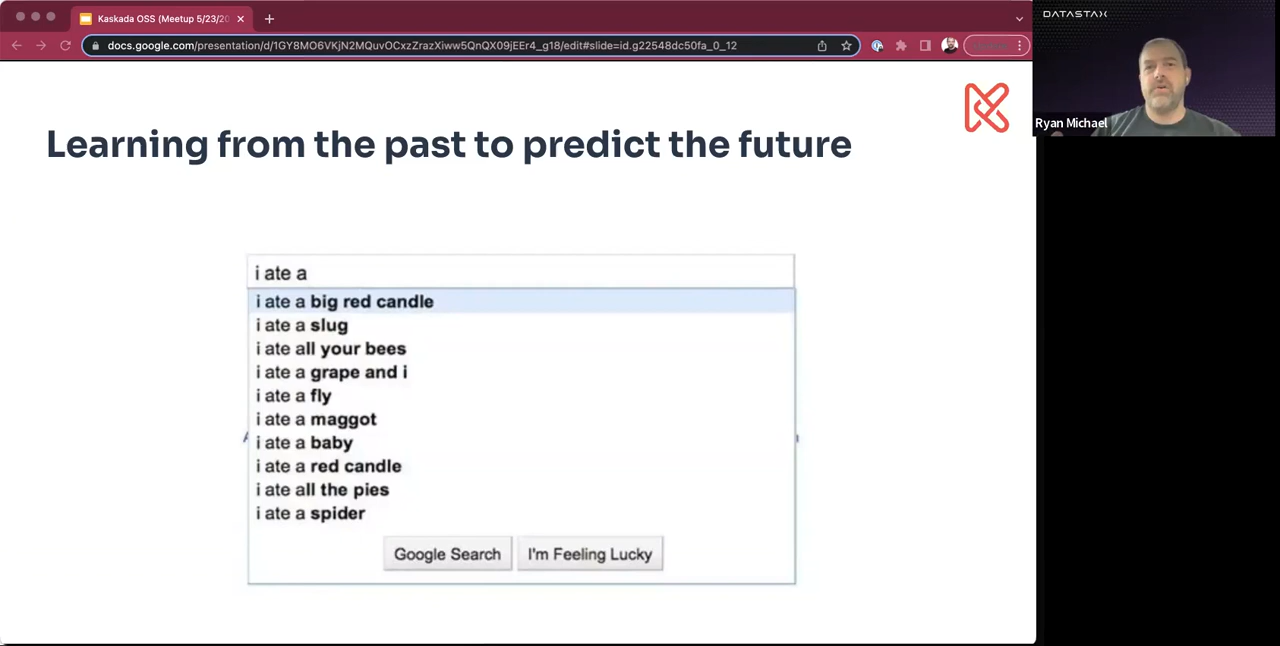 Kaskada OSS (Meetup 5/23/20
docs.google.com/presentation/d/1GY8MO6VKjN2MQuvOCxzZrazXiww5QnQX09jEEr4_g18/edit#slide=id.g22548dc50fa_0_12
DATASTAX
Ryan Michael
Learning from the past to predict the future
i ate a
i ate a big red candle
i ate a slug
i ate all your bees
i ate a grape and i
i ate a fly
i ate a maggot
i ate a baby
i ate a red candle
i ate all the pies
i ate a spider
Google Search
I'm Feeling Lucky